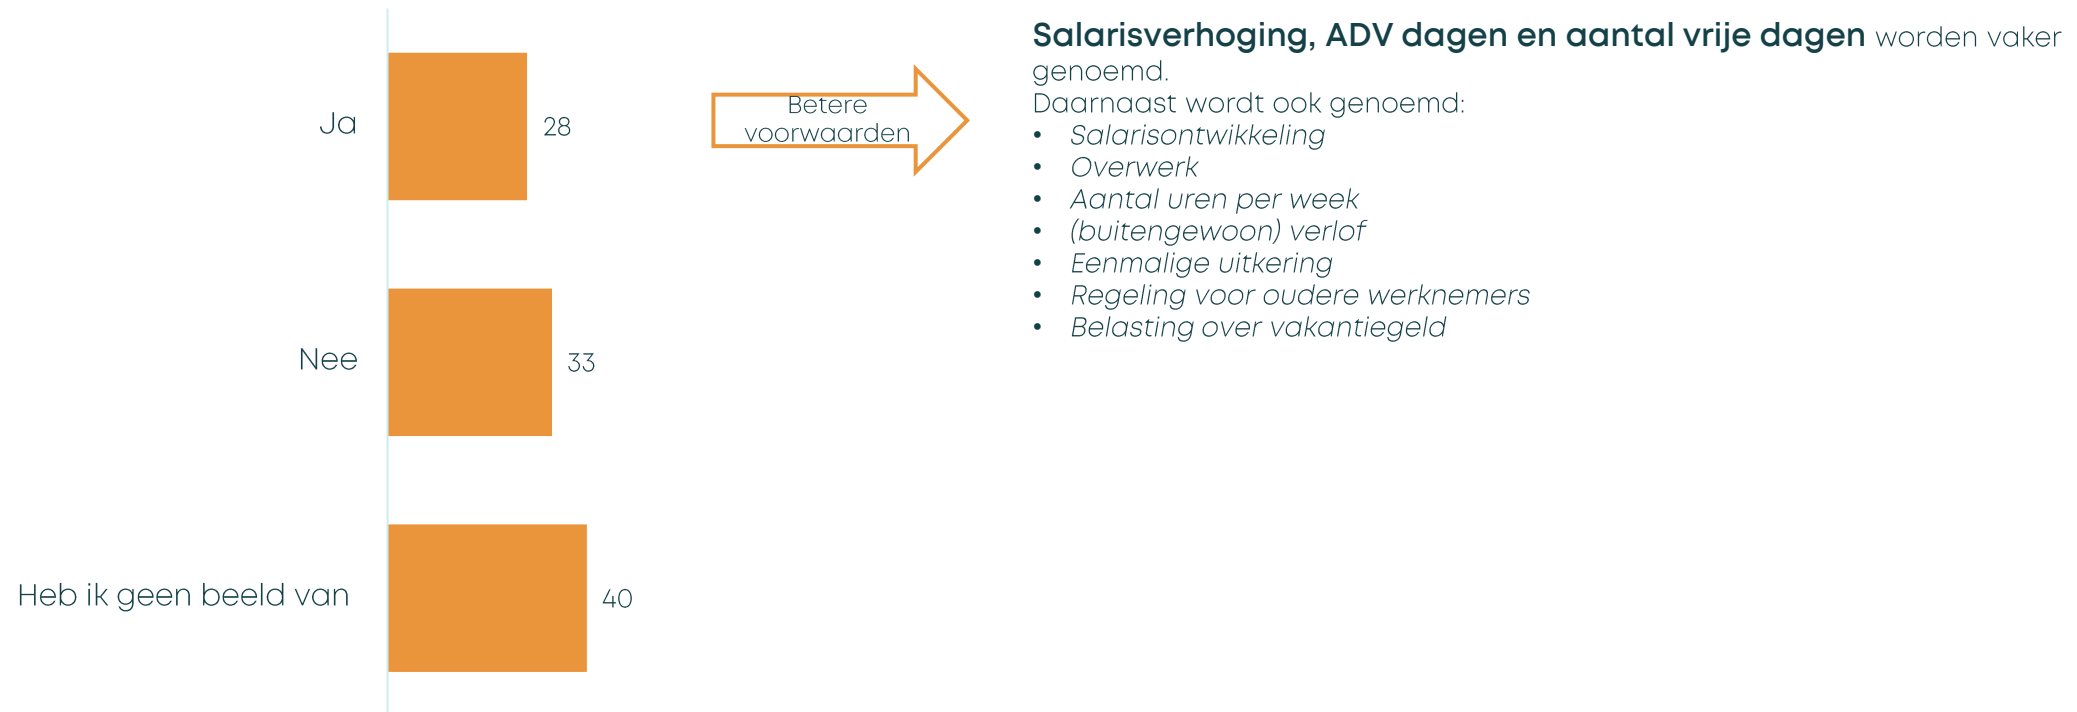 Ja
28
Nee
33
Heb ik geen beeld van
40
Betere
voorwaarden
Salarisverhoging, ADV dagen en aantal vrije dagen worden vaker
genoemd.
Daarnaast wordt ook genoemd:
• Salarisontwikkeling
• Overwerk
• Aantal uren per week
• (buitengewoon) verlof
• Eenmalige uitkering
• Regeling voor oudere werknemers
• Belasting over vakantiegeld